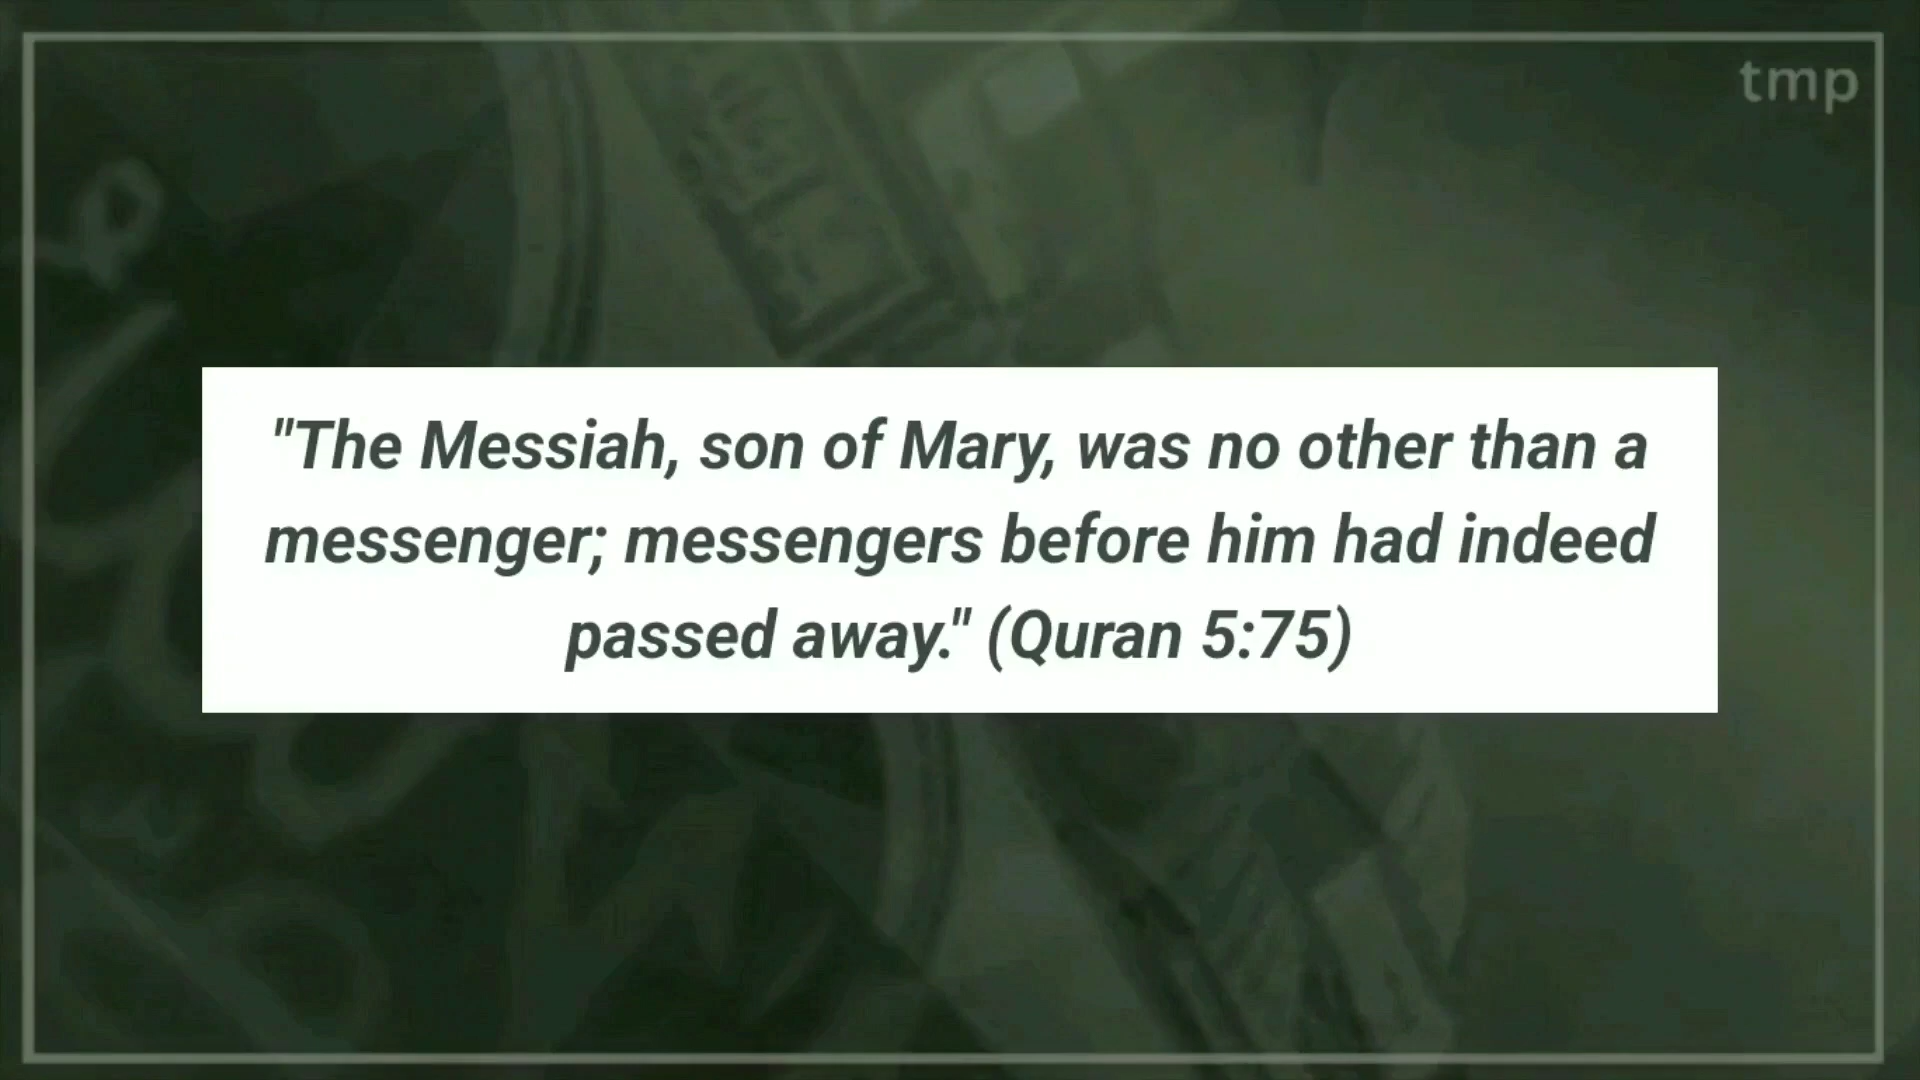 tmp
"The Messiah, son of Mary, was no other than a
messenger; messengers before him had indeed
passed away." (Quran 5:75)